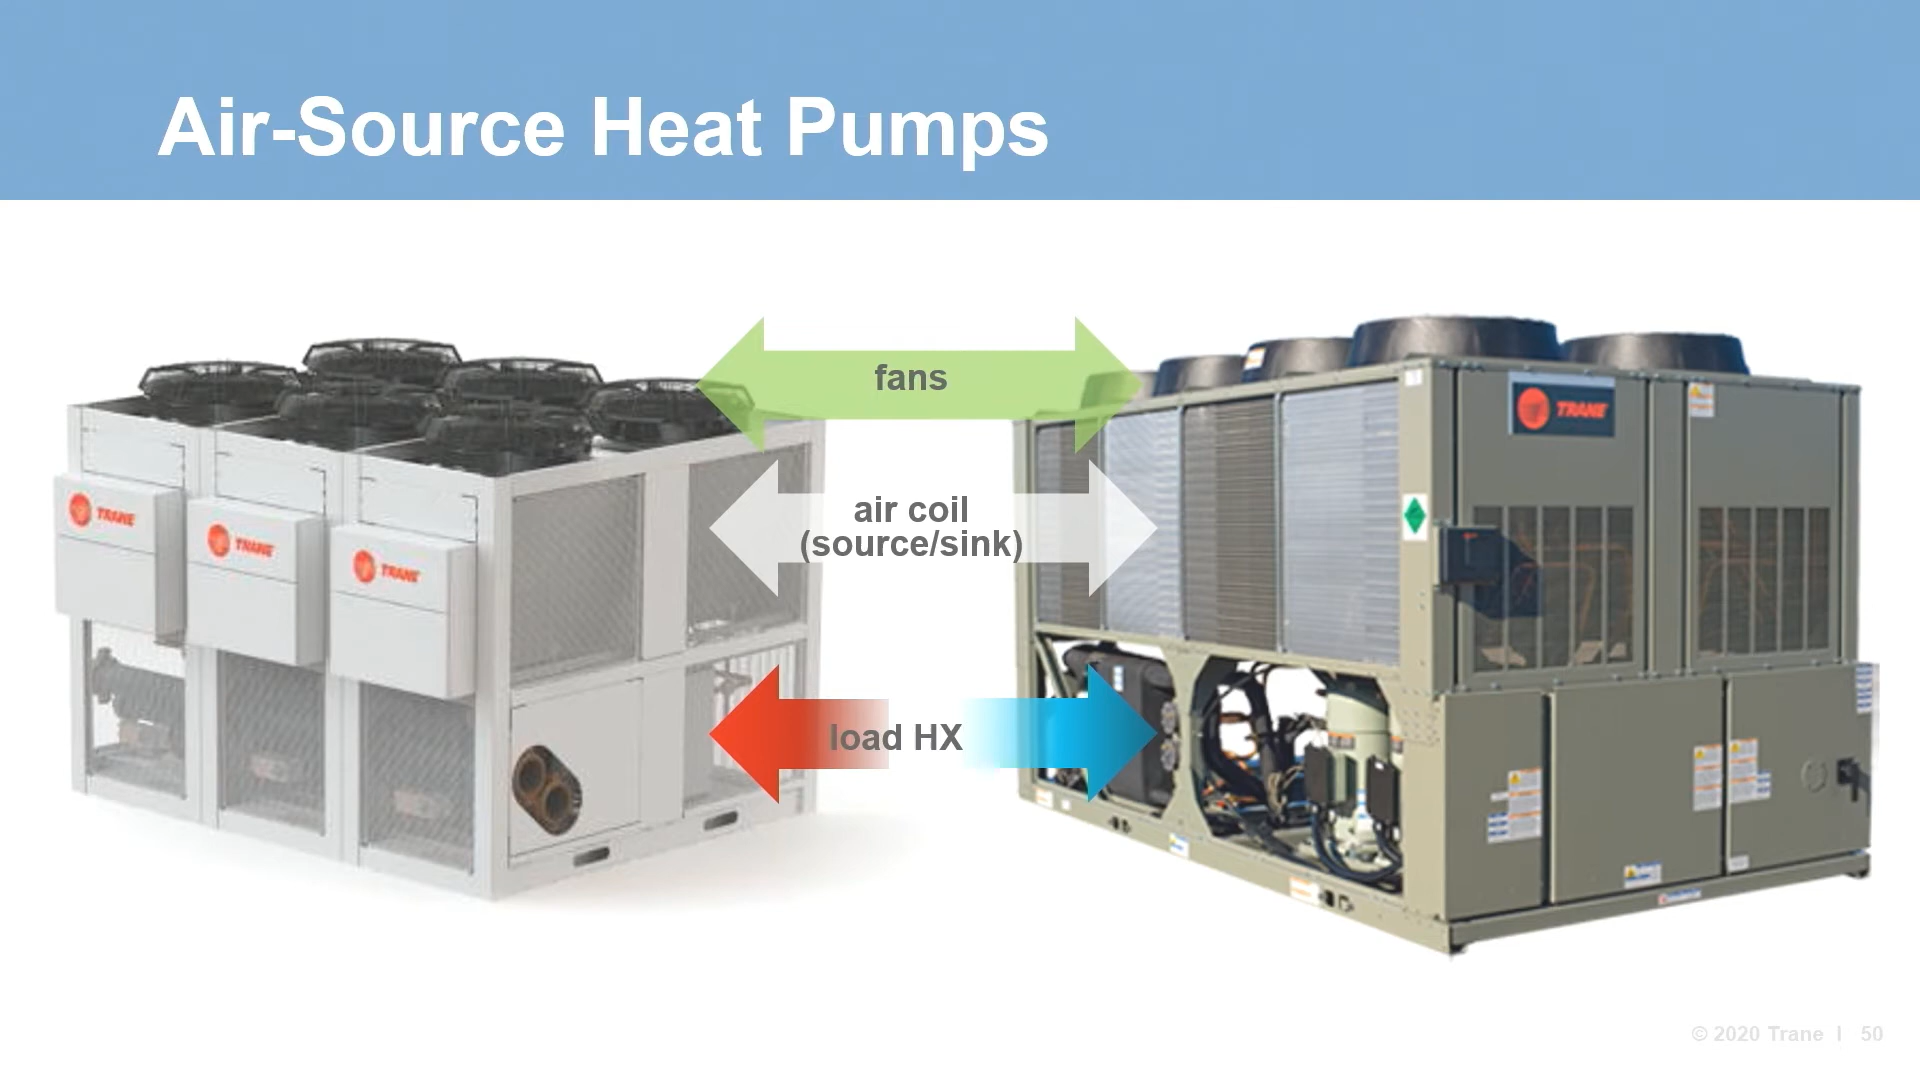 Air-Source Heat Pumps
fans
air coil
(source/sink)
load HX
TRANE
TRANE
TRANE
TRANE
© 2020 Trane | 50